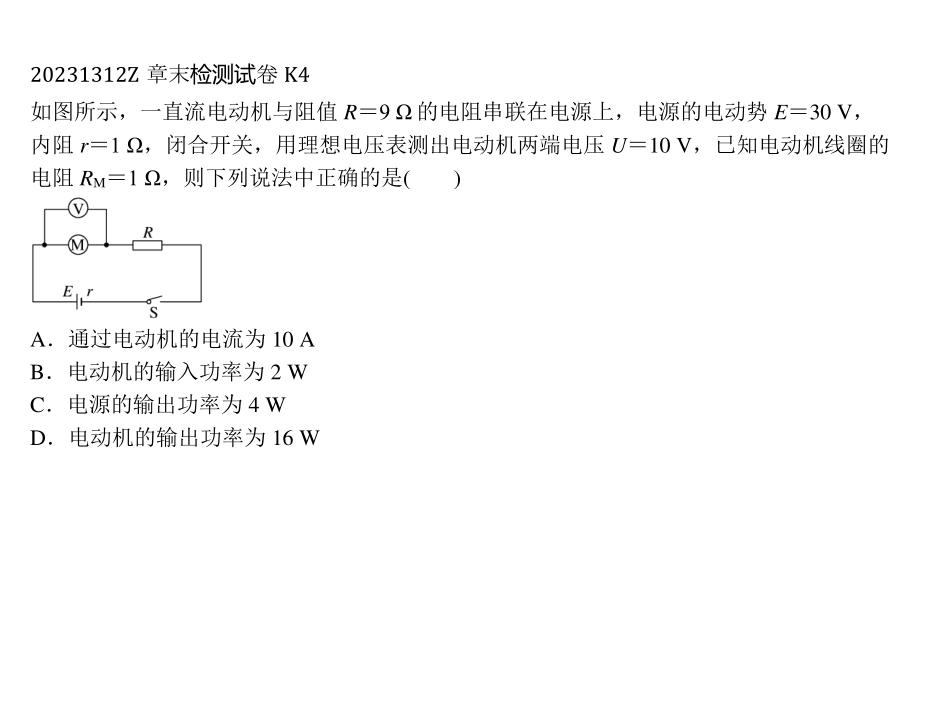 20231312Z 章末检测试卷 K4
如图所示，一直流电动机与阻值 R＝9 Ω 的电阻串联在电源上，电源的电动势 E＝30 V，
内阻 r＝1 Ω，闭合开关，用理想电压表测出电动机两端电压 U＝10 V，已知电动机线圈的
电阻 RM＝1 Ω，则下列说法中正确的是(　　)
V
M
R
E r
S
A．通过电动机的电流为 10 A
B．电动机的输入功率为 2 W
C．电源的输出功率为 4 W
D．电动机的输出功率为 16 W